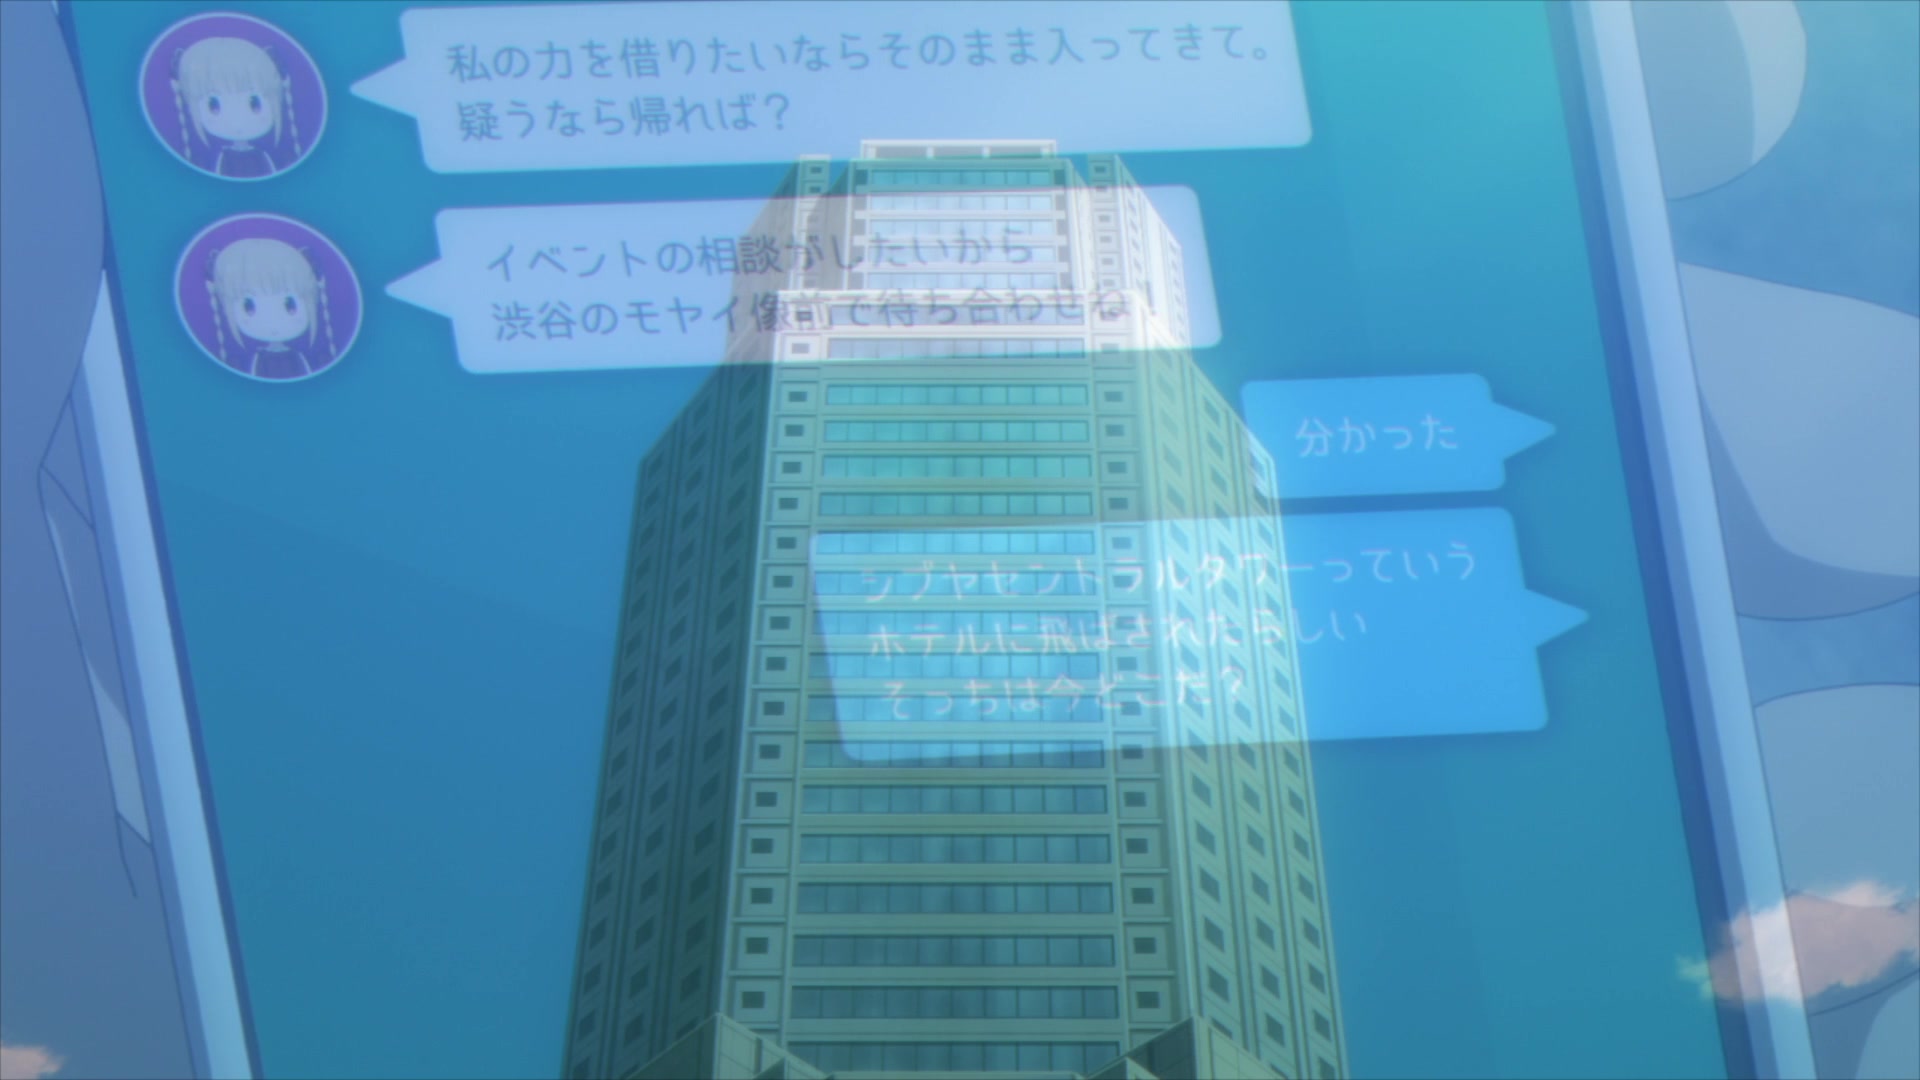 私の力を借りたいならそのまま入ってきて。
疑うなら帰れば？
イベントの相談がしたいから
渋谷のモヤイ像前で待ち合わせね！
分かった
シブヤセントラルタワーっていう
ホテルに飛ばされたらしい
そっちは今どこだ？